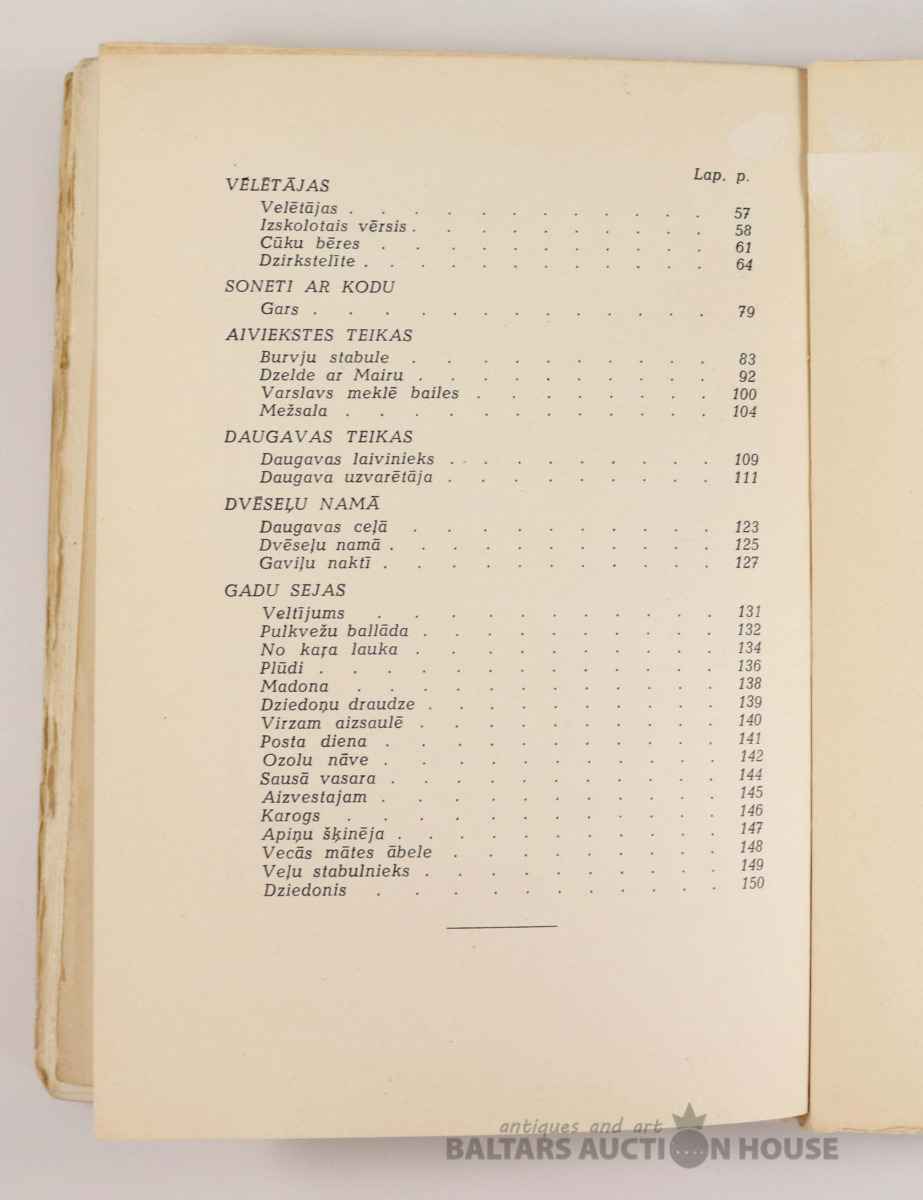 Lap. p.
VĒLĒTĀJAS
Velētājas . . . . . . . . . . . . 57
Izskolotais vērsis . . . . . . . . . . 58
Cūku bēres . . . . . . . . . . . 61
Dzirkstelīte . . . . . . . . . . . . 64
SONETI AR KODU
Gars . . . . . . . . . . . . . 79
AIVIEKSTES TEIKAS
Burvju stabule . . . . . . . . . . 83
Dzelde ar Mairu . . . . . . . . . . 92
Varslavs meklē bailes . . . . . . . . 100
Mežsala . . . . . . . . . . . . 104
DAUGAVAS TEIKAS
Daugavas laivinieks . . . . . . . . . 109
Daugava uzvarētāja . . . . . . . . . 111
DVĒSEĻU NAMĀ
Daugavas ceļā . . . . . . . . . . 123
Dvēseļu namā . . . . . . . . . . . 125
Gaviļu naktī . . . . . . . . . . . 127
GADU SEJAS
Veltījums . . . . . . . . . . . 131
Pulkvežu ballāda . . . . . . . . . . 132
No kaŗa lauka . . . . . . . . . . 134
Plūdi . . . . . . . . . . . . . 136
Madona . . . . . . . . . . . . 138
Dziedoņu draudze . . . . . . . . . . 139
Virzam aizsaulē . . . . . . . . . . 140
Posta diena . . . . . . . . . . . 141
Ozolu nāve . . . . . . . . . . . 142
Sausā vasara . . . . . . . . . . . 144
Aizvestajam . . . . . . . . . . . 145
Karogs . . . . . . . . . . . . 146
Apiņu šķinēja . . . . . . . . . . . 147
Vecās mātes ābele . . . . . . . . . 148
Veļu stabulnieks . . . . . . . . . . 149
Dziedonis . . . . . . . . . . . 150
antiques and art
BALTARS AUCTION HOUSE